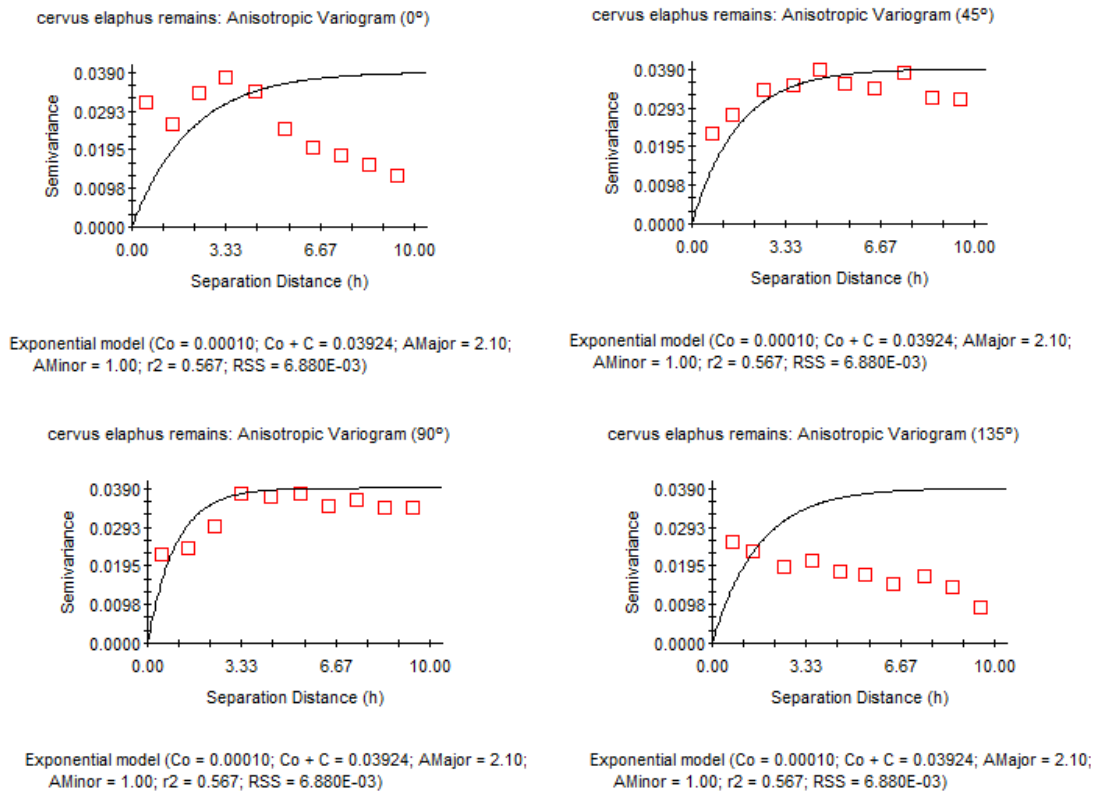 cervus elaphus remains: Anisotropic Variogram (0º)
0.0390
0.0293
0.0195
0.0098
0.0000
Semivariance
0.00 3.33 6.67 10.00
Separation Distance (h)
Exponential model (Co = 0.00010; Co + C = 0.03924; AMajor = 2.10;
AMinor = 1.00; r2 = 0.567; RSS = 6.880E-03)
cervus elaphus remains: Anisotropic Variogram (45º)
0.0390
0.0293
0.0195
0.0098
0.0000
Semivariance
0.00 3.33 6.67 10.00
Separation Distance (h)
Exponential model (Co = 0.00010; Co + C = 0.03924; AMajor = 2.10;
AMinor = 1.00; r2 = 0.567; RSS = 6.880E-03)
cervus elaphus remains: Anisotropic Variogram (90º)
0.0390
0.0293
0.0195
0.0098
0.0000
Semivariance
0.00 3.33 6.67 10.00
Separation Distance (h)
Exponential model (Co = 0.00010; Co + C = 0.03924; AMajor = 2.10;
AMinor = 1.00; r2 = 0.567; RSS = 6.880E-03)
cervus elaphus remains: Anisotropic Variogram (135º)
0.0390
0.0293
0.0195
0.0098
0.0000
Semivariance
0.00 3.33 6.67 10.00
Separation Distance (h)
Exponential model (Co = 0.00010; Co + C = 0.03924; AMajor = 2.10;
AMinor = 1.00; r2 = 0.567; RSS = 6.880E-03)